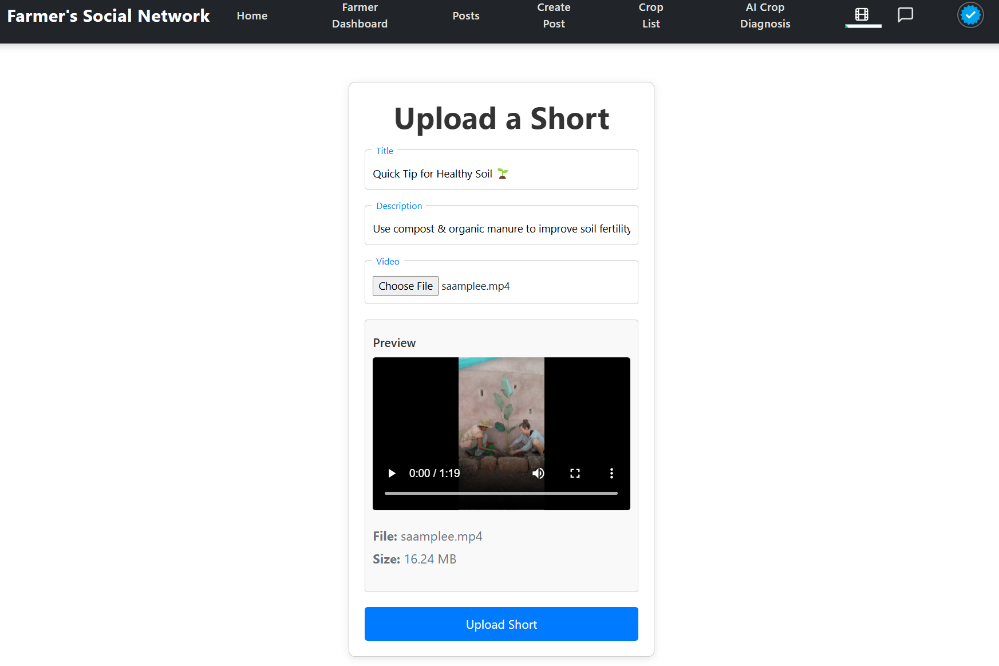 Farmer's Social Network
Home
Farmer
Dashboard
Posts
Create
Post
Crop
List
AI Crop
Diagnosis
Upload a Short
Title
Quick Tip for Healthy Soil 🌱
Description
Use compost & organic manure to improve soil fertility
Video
Choose File saamplee.mp4
Preview
0:00 / 1:19
File: saamplee.mp4
Size: 16.24 MB
Upload Short